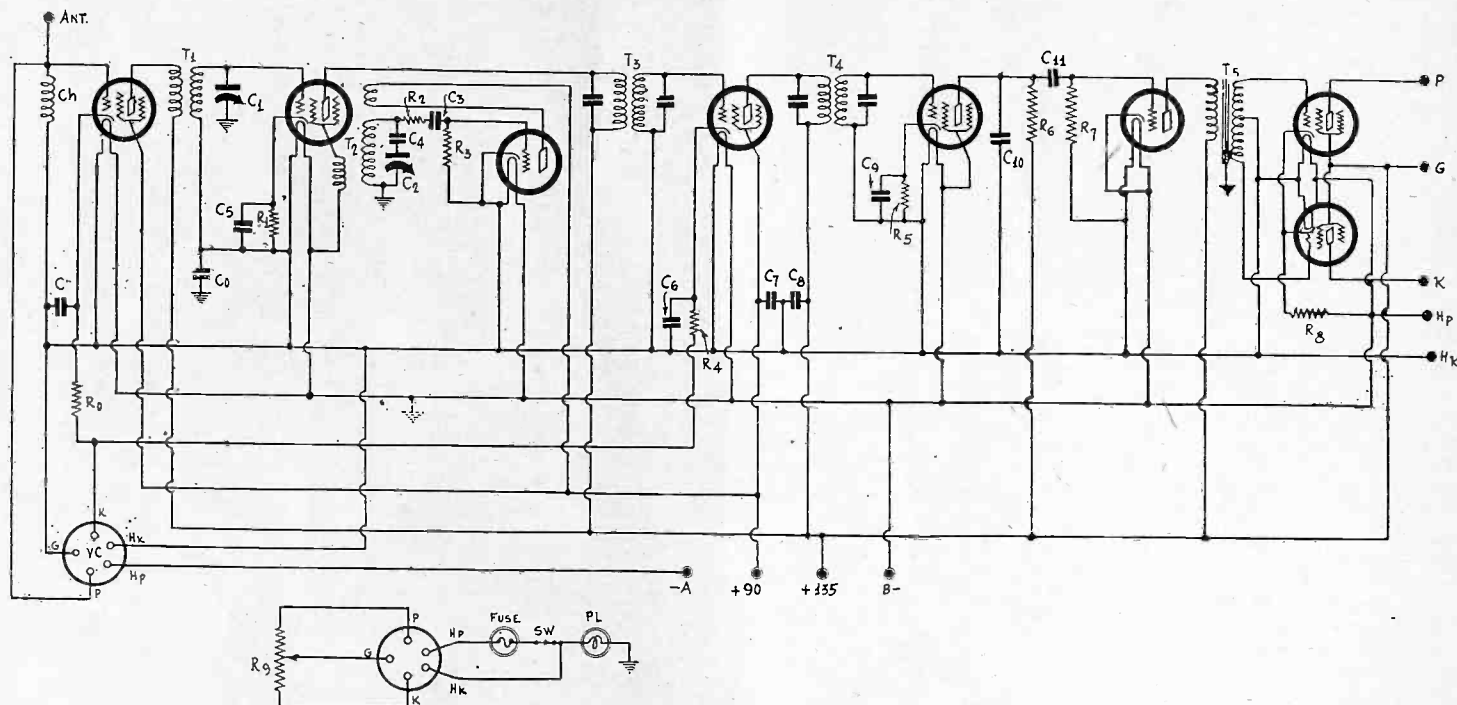 ANT.
Ch
T1
C1
C5
R1
C0
C
R0
R2
C3
T2
C4
C2
R3
T3
C6
R4
T4
C7
C8
C9
R5
C10
R6
C11
R7
T5
R8
P
G
K
Hp
Hk
K
G
VC
Hk
Hp
P
-A
+90
+135
B-
R9
P
G
K
Hp
Hk
FUSE
SW
PL